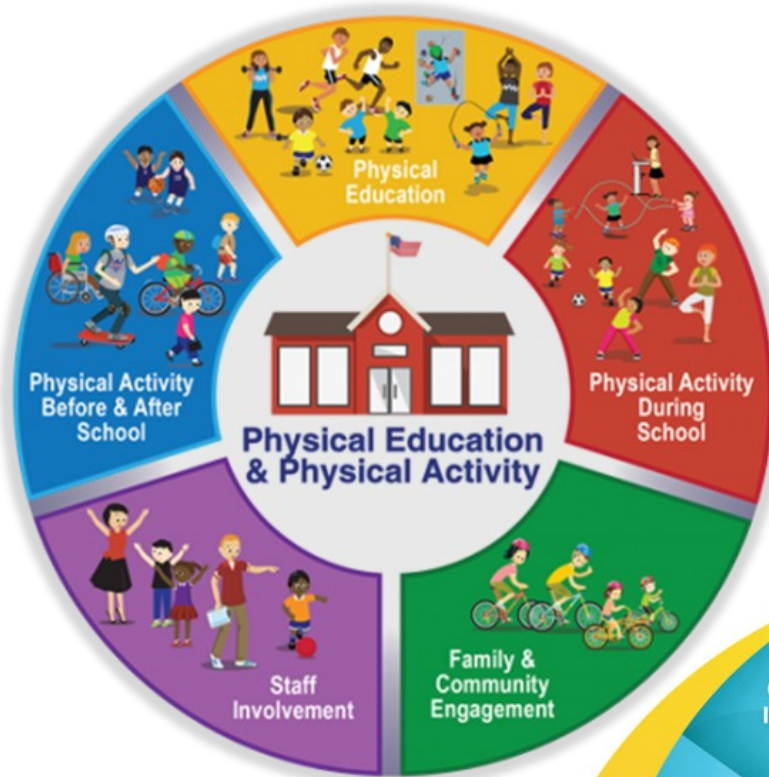 Physical
Education
Physical Activity
During
School
Family &
Community
Engagement
Staff
Involvement
Physical Activity
Before & After
School
Physical Education
& Physical Activity